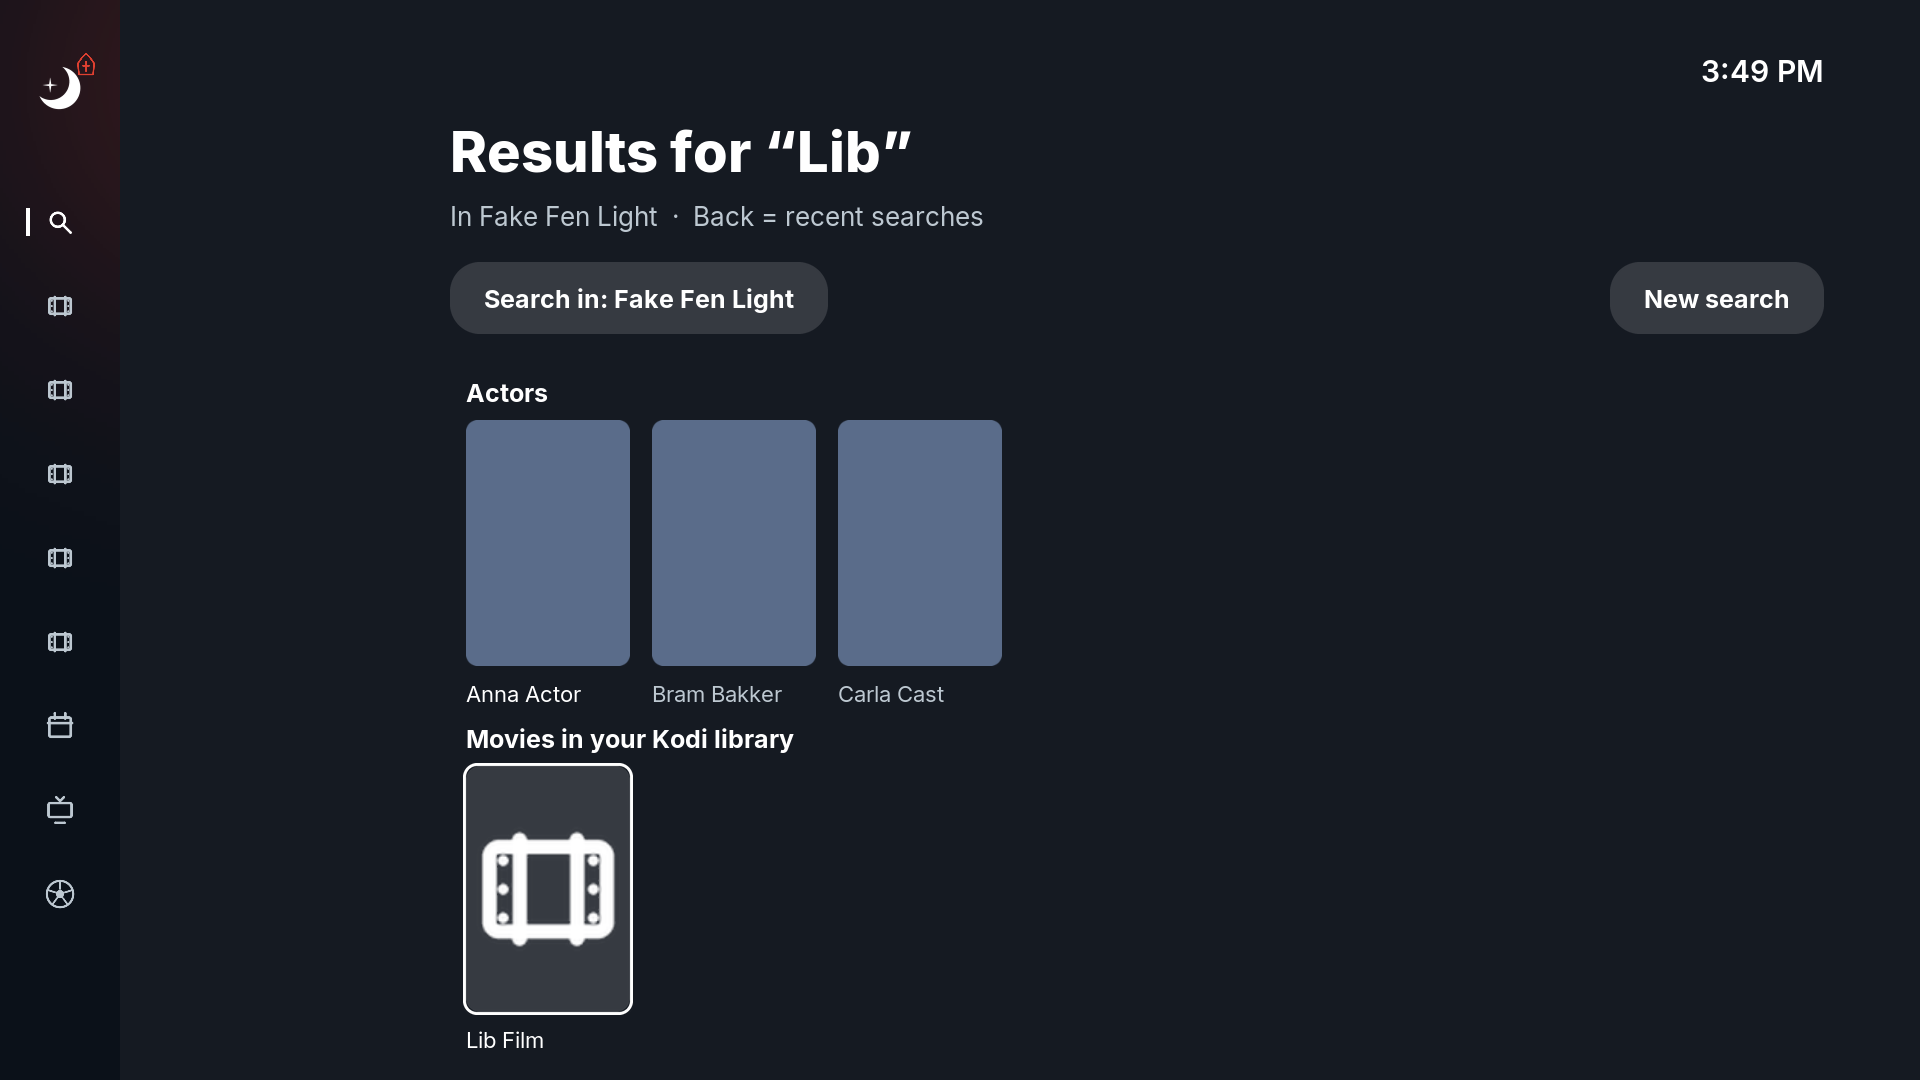 3:49 PM
Results for “Lib”
In Fake Fen Light · Back = recent searches
Search in: Fake Fen Light
New search
Actors
Anna Actor
Bram Bakker
Carla Cast
Movies in your Kodi library
Lib Film